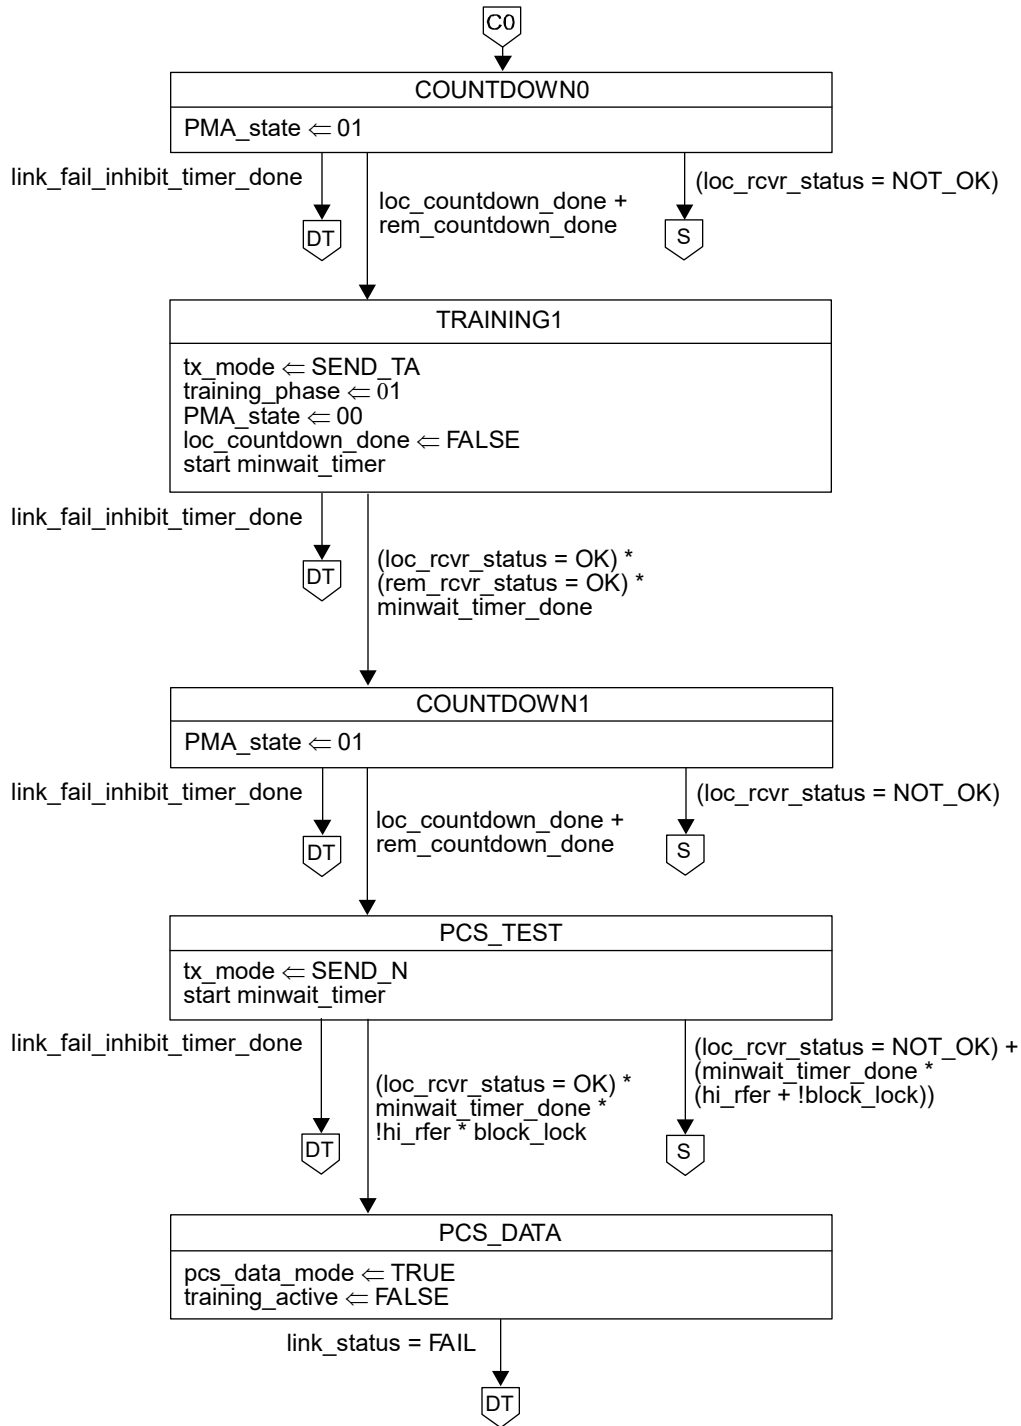 C0
COUNTDOWN0
PMA_state ⇐ 01
link_fail_inhibit_timer_done
loc_countdown_done +
rem_countdown_done
(loc_rcvr_status = NOT_OK)
DT
S
TRAINING1
tx_mode ⇐ SEND_TA
training_phase ⇐ 01
PMA_state ⇐ 00
loc_countdown_done ⇐ FALSE
start minwait_timer
link_fail_inhibit_timer_done
DT
(loc_rcvr_status = OK) *
(rem_rcvr_status = OK) *
minwait_timer_done
COUNTDOWN1
PMA_state ⇐ 01
link_fail_inhibit_timer_done
loc_countdown_done +
rem_countdown_done
(loc_rcvr_status = NOT_OK)
DT
S
PCS_TEST
tx_mode ⇐ SEND_N
start minwait_timer
link_fail_inhibit_timer_done
(loc_rcvr_status = OK) *
minwait_timer_done *
!hi_rfer * block_lock
(loc_rcvr_status = NOT_OK) +
(minwait_timer_done *
(hi_rfer + !block_lock))
DT
S
PCS_DATA
pcs_data_mode ⇐ TRUE
training_active ⇐ FALSE
link_status = FAIL
DT